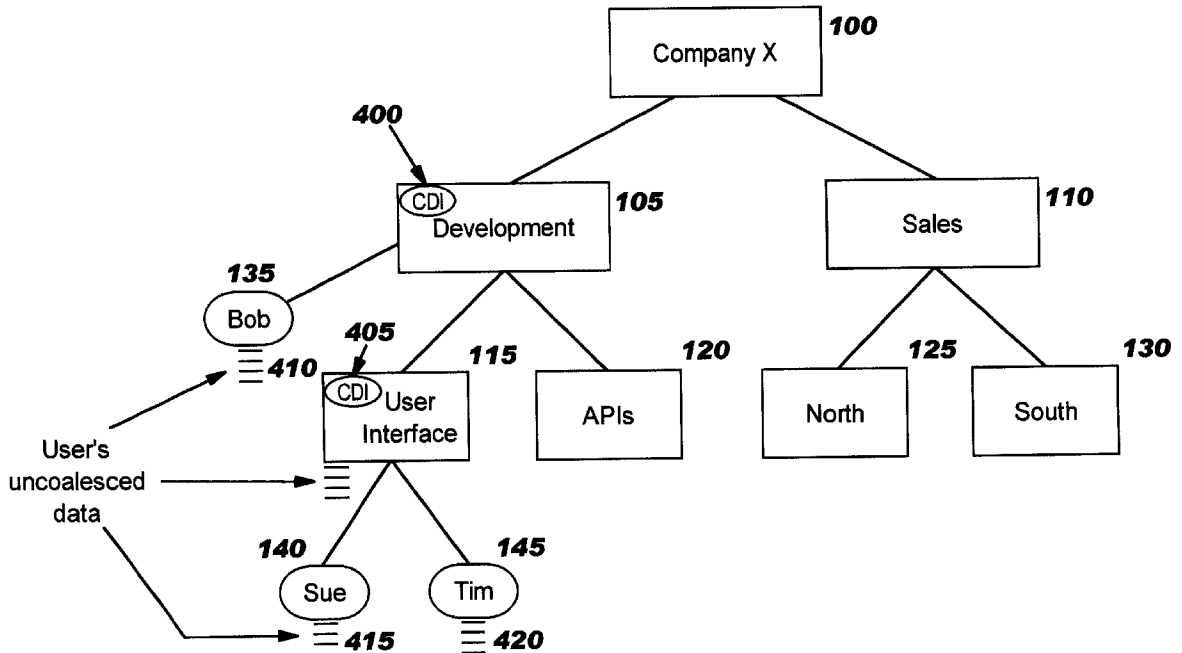 Company X
100
400
CDI
Development
105
Sales
110
135
Bob
410
405
CDI
User
Interface
115
APIs
120
North
125
South
130
User's
uncoalesced
data
140
Sue
415
145
Tim
420